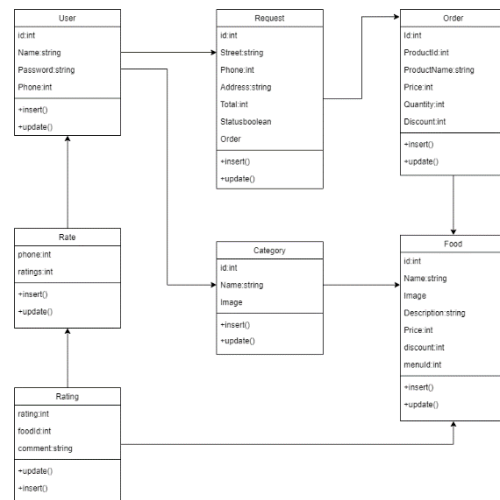 User
id:int
Name:string
Password:string
Phone:int
+insert()
+update()
Request
id:int
Street:string
Phone:int
Address:string
Total:int
Statusboolean
Order
+insert()
+update()
Order
Id:int
ProductId:int
ProductName:string
Price:int
Quantity:int
Discount:int
+insert()
+update()
Rate
phone:int
ratings:int
+insert()
+update()
Category
id:int
Name:string
Image
+insert()
+update()
Food
id:int
Name:string
Image
Description:string
Price:int
discount:int
menuId:int
+insert()
+update()
Rating
rating:int
foodId:int
comment:string
+update()
+insert()